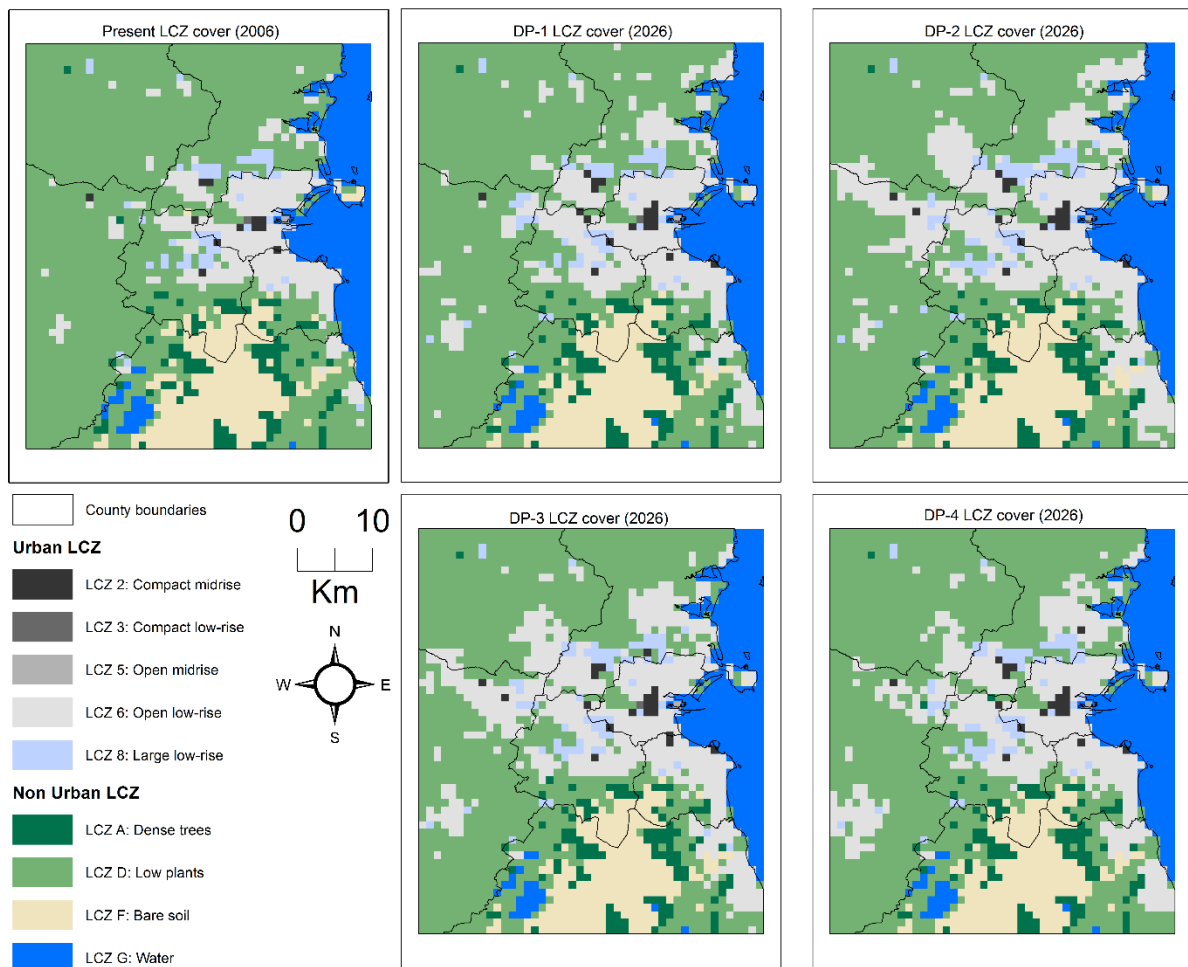 Present LCZ cover (2006)
DP-1 LCZ cover (2026)
DP-2 LCZ cover (2026)
County boundaries
Urban LCZ
LCZ 2: Compact midrise
LCZ 3: Compact low-rise
LCZ 5: Open midrise
LCZ 6: Open low-rise
LCZ 8: Large low-rise
Non Urban LCZ
LCZ A: Dense trees
LCZ D: Low plants
LCZ F: Bare soil
LCZ G: Water
0 10
Km
N
W E
S
DP-3 LCZ cover (2026)
DP-4 LCZ cover (2026)